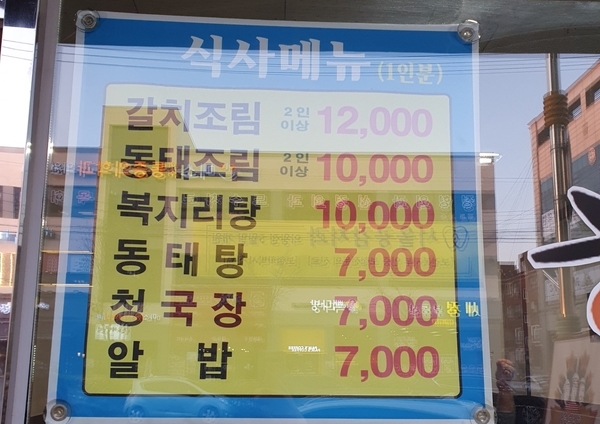 식사메뉴 (1인분)
갈치조림 2인 이상 12,000
동태조림 2인 이상 10,000
복지리탕 10,000
동태탕 7,000
청국장 7,000
알밥 7,000